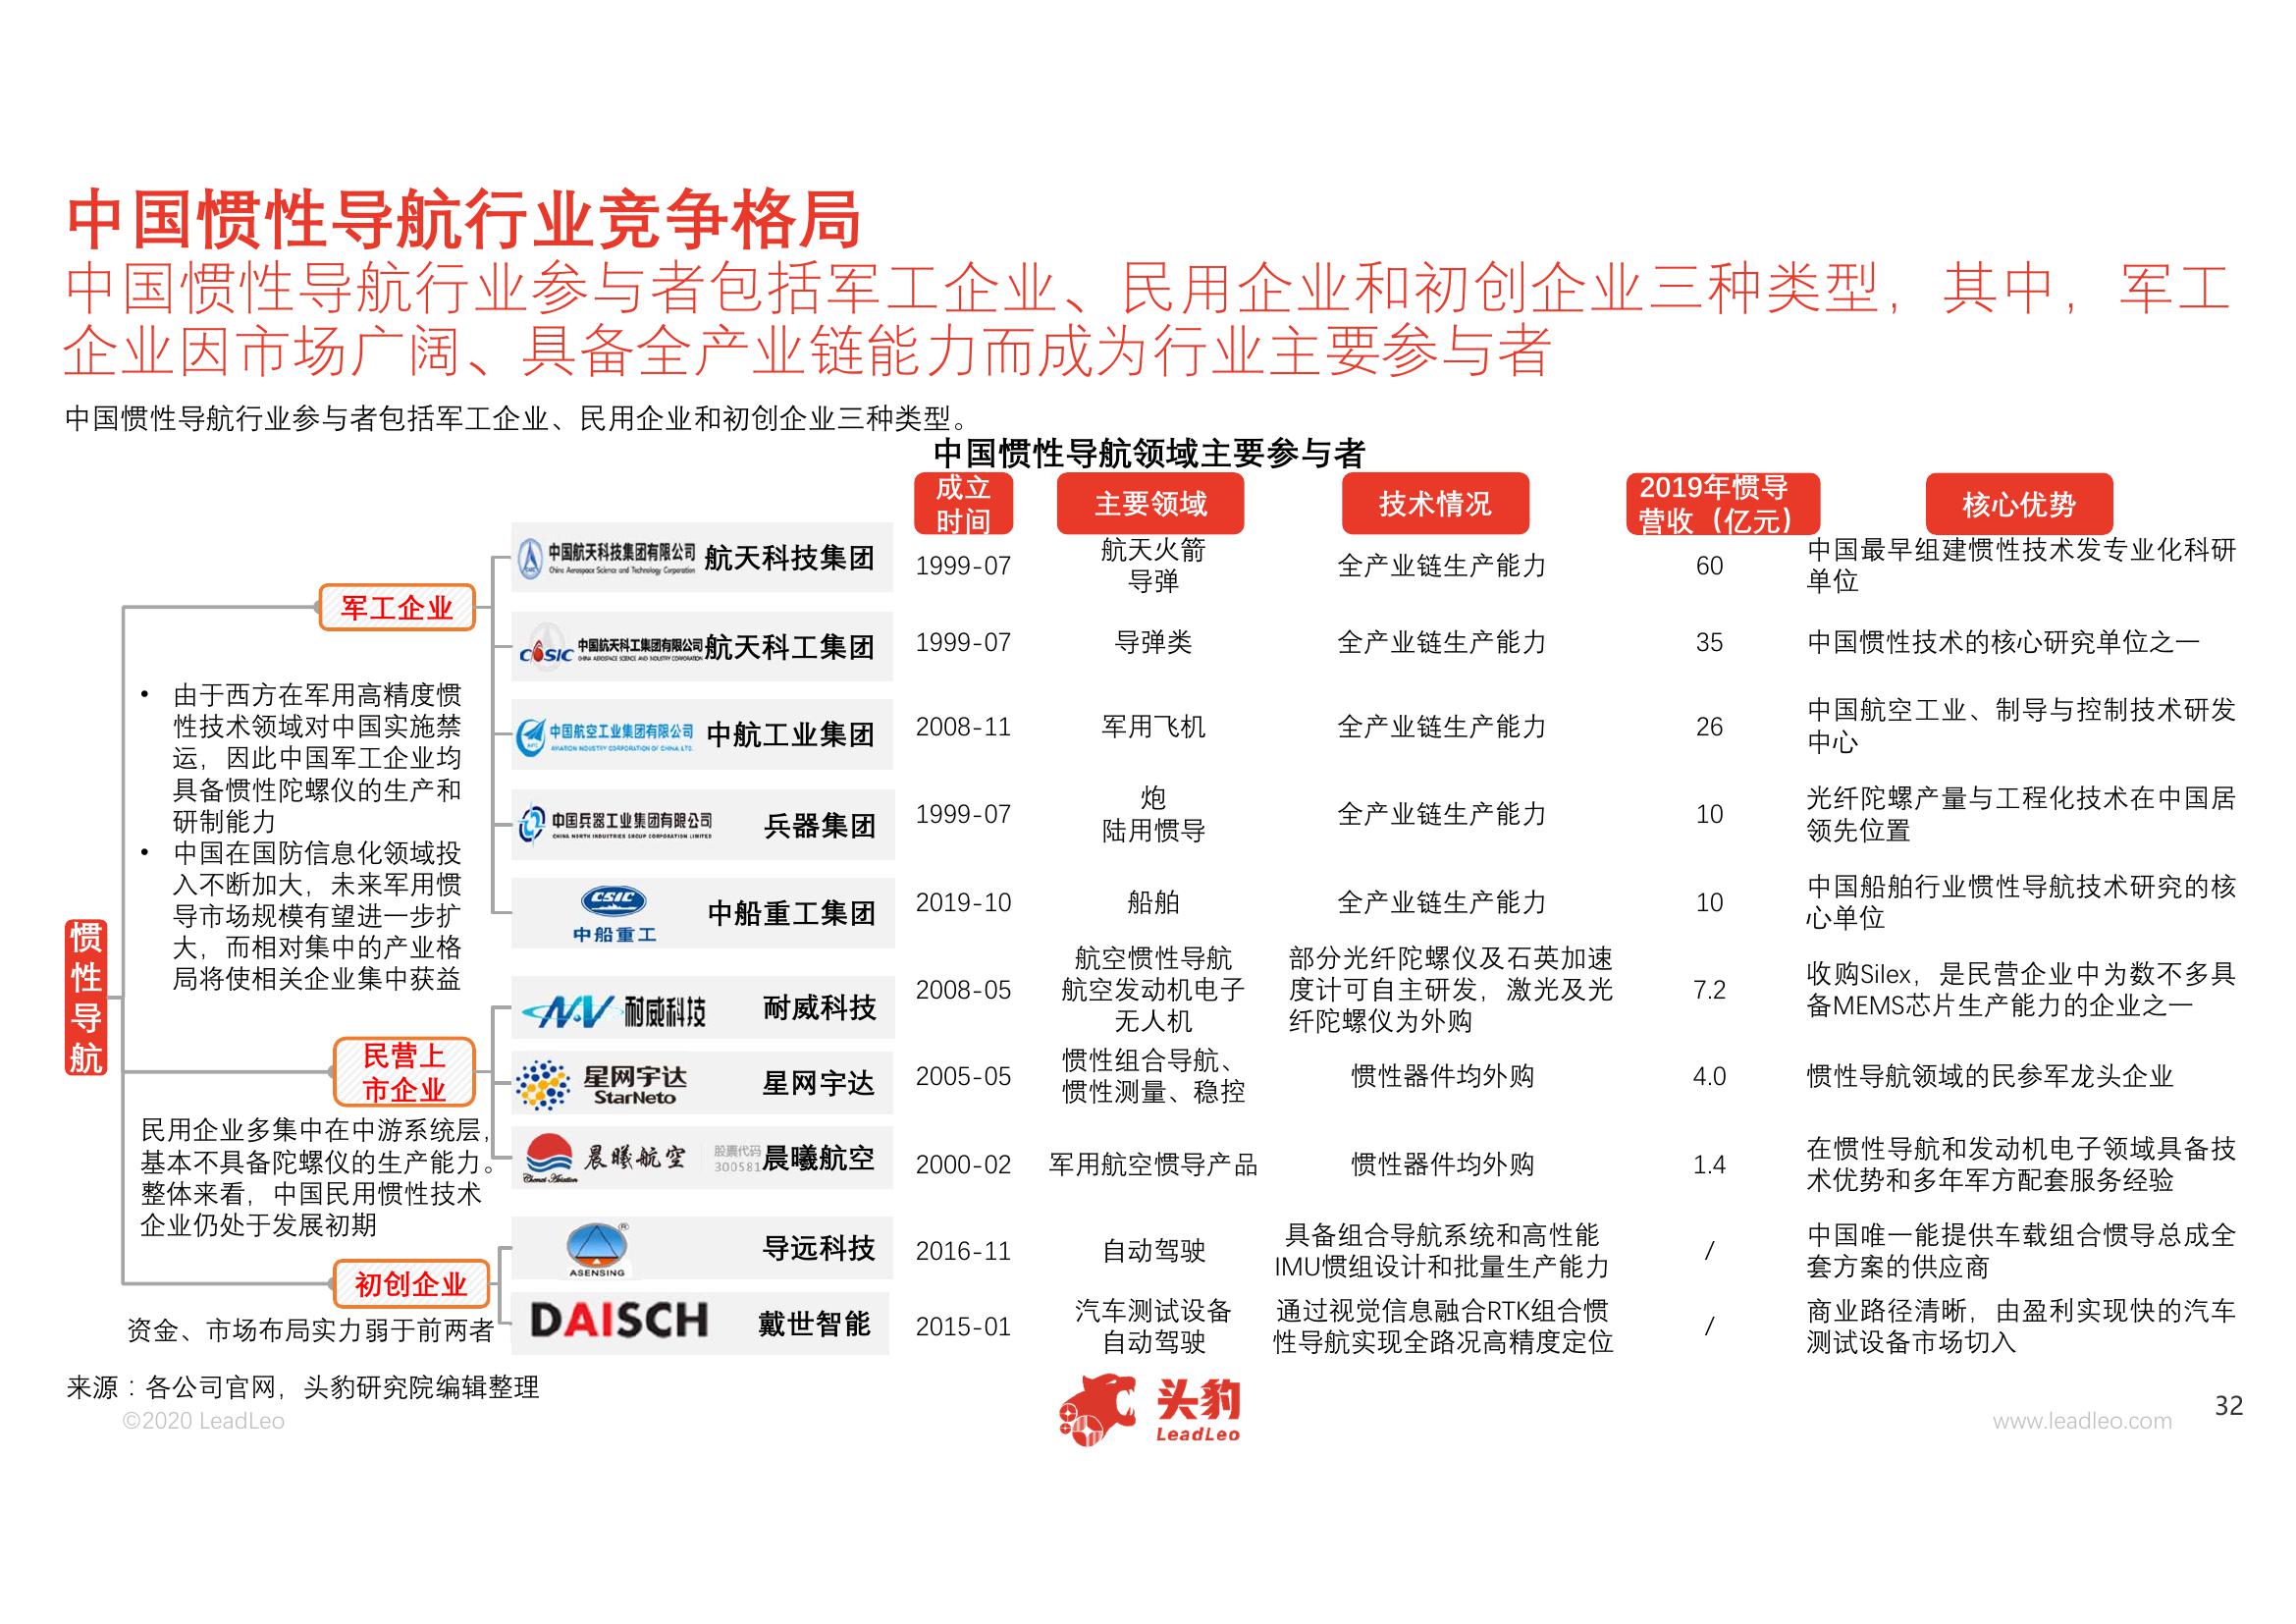 中国惯性导航行业竞争格局
中国惯性导航行业参与者包括军工企业、民用企业和初创企业三种类型，其中，军工
企业因市场广阔、具备全产业链能力而成为行业主要参与者
中国惯性导航行业参与者包括军工企业、民用企业和初创企业三种类型。
中国惯性导航领域主要参与者
成立
时间
主要领域
技术情况
2019年惯导
营收（亿元）
核心优势
惯
性
导
航
军工企业
• 由于西方在军用高精度惯
性技术领域对中国实施禁
运，因此中国军工企业均
具备惯性陀螺仪的生产和
研制能力
• 中国在国防信息化领域投
入不断加大，未来军用惯
导市场规模有望进一步扩
大，而相对集中的产业格
局将使相关企业集中获益
中国航天科技集团有限公司
China Aerospace Science and Technology Corporation
航天科技集团
1999-07
航天火箭
导弹
全产业链生产能力
60
中国最早组建惯性技术发专业化科研
单位
CASIC
中国航天科工集团有限公司
CHINA AEROSPACE SCIENCE AND INDUSTRY CORPORATION
航天科工集团
1999-07
导弹类
全产业链生产能力
35
中国惯性技术的核心研究单位之一
中国航空工业集团有限公司
AVIATION INDUSTRY CORPORATION OF CHINA, LTD.
中航工业集团
2008-11
军用飞机
全产业链生产能力
26
中国航空工业、制导与控制技术研发
中心
中国兵器工业集团有限公司
CHINA NORTH INDUSTRIES GROUP CORPORATION LIMITED
兵器集团
1999-07
炮
陆用惯导
全产业链生产能力
10
光纤陀螺产量与工程化技术在中国居
领先位置
CSIC
中船重工
中船重工集团
2019-10
船舶
全产业链生产能力
10
中国船舶行业惯性导航技术研究的核
心单位
民营上
市企业
民用企业多集中在中游系统层，
基本不具备陀螺仪的生产能力。
整体来看，中国民用惯性技术
企业仍处于发展初期
耐威科技
耐威科技
2008-05
航空惯性导航
航空发动机电子
无人机
部分光纤陀螺仪及石英加速
度计可自主研发，激光及光
纤陀螺仪为外购
7.2
收购Silex，是民营企业中为数不多具
备MEMS芯片生产能力的企业之一
星网宇达
StarNeto
星网宇达
2005-05
惯性组合导航、
惯性测量、稳控
惯性器件均外购
4.0
惯性导航领域的民参军龙头企业
晨曦航空
Chenxi Aviation
股票代码
300581
晨曦航空
2000-02
军用航空惯导产品
惯性器件均外购
1.4
在惯性导航和发动机电子领域具备技
术优势和多年军方配套服务经验
初创企业
资金、市场布局实力弱于前两者
®
ASENSING
导远科技
2016-11
自动驾驶
具备组合导航系统和高性能
IMU惯组设计和批量生产能力
/
中国唯一能提供车载组合惯导总成全
套方案的供应商
DAISCH
戴世智能
2015-01
汽车测试设备
自动驾驶
通过视觉信息融合RTK组合惯
性导航实现全路况高精度定位
/
商业路径清晰，由盈利实现快的汽车
测试设备市场切入
来源：各公司官网，头豹研究院编辑整理
©2020 LeadLeo
头豹
LeadLeo
www.leadleo.com
32